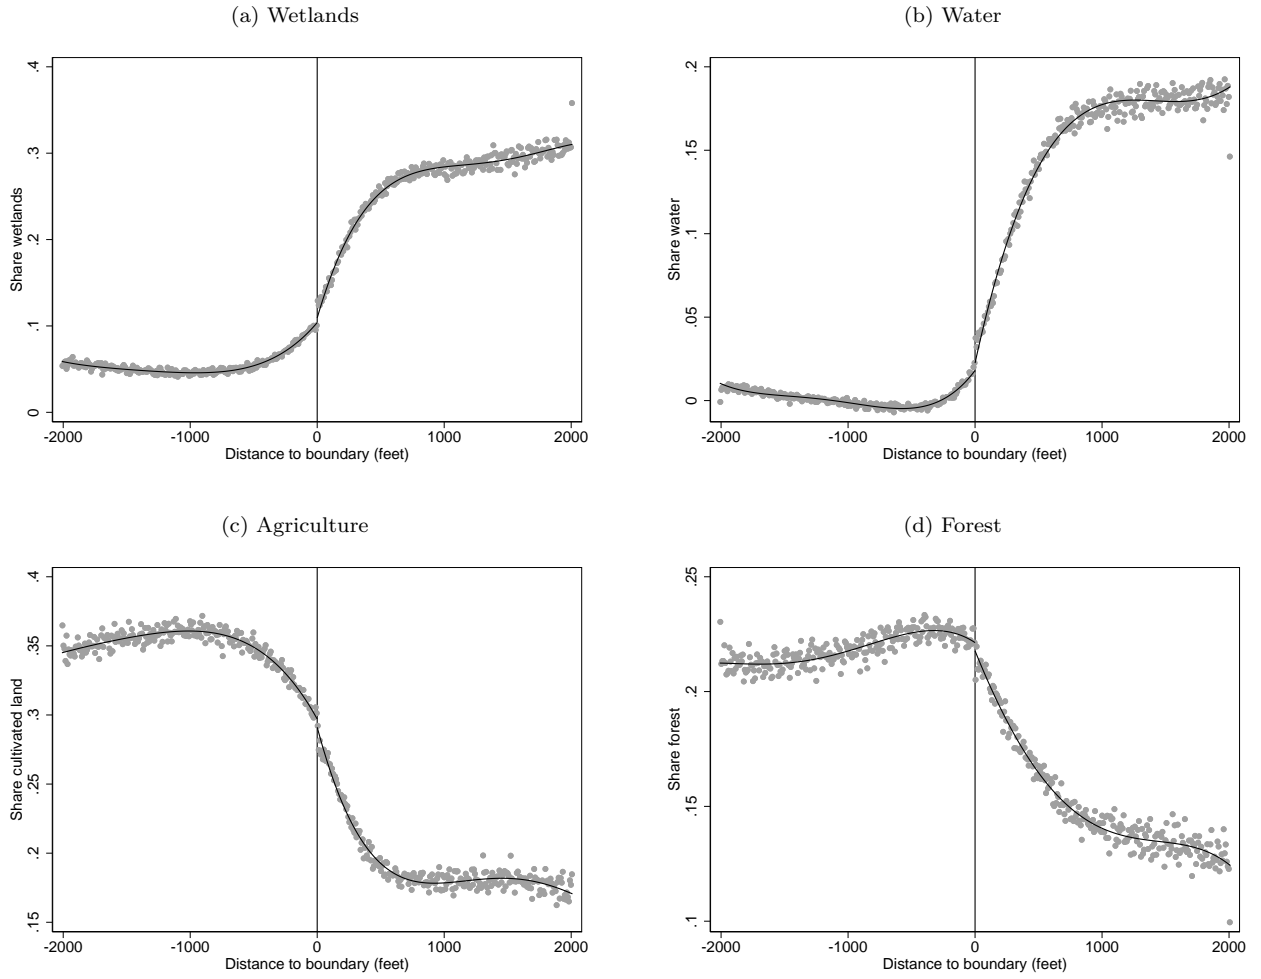 (a) Wetlands
.4
.3
.2
.1
0
Share wetlands
-2000 -1000 0 1000 2000
Distance to boundary (feet)
(b) Water
.2
.15
.1
.05
0
Share water
-2000 -1000 0 1000 2000
Distance to boundary (feet)
(c) Agriculture
.4
.35
.3
.25
.2
.15
Share cultivated land
-2000 -1000 0 1000 2000
Distance to boundary (feet)
(d) Forest
.25
.2
.15
.1
Share forest
-2000 -1000 0 1000 2000
Distance to boundary (feet)